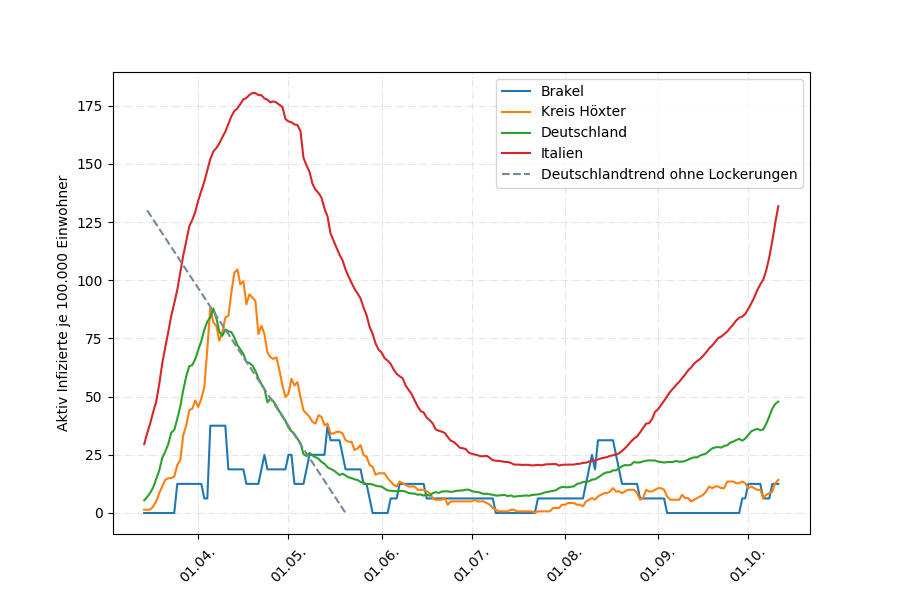 Aktiv Infizierte je 100.000 Einwohner
175
150
125
100
75
50
25
0
Brakel
Kreis Höxter
Deutschland
Italien
Deutschlandtrend ohne Lockerungen
01.04.
01.05.
01.06.
01.07.
01.08.
01.09.
01.10.